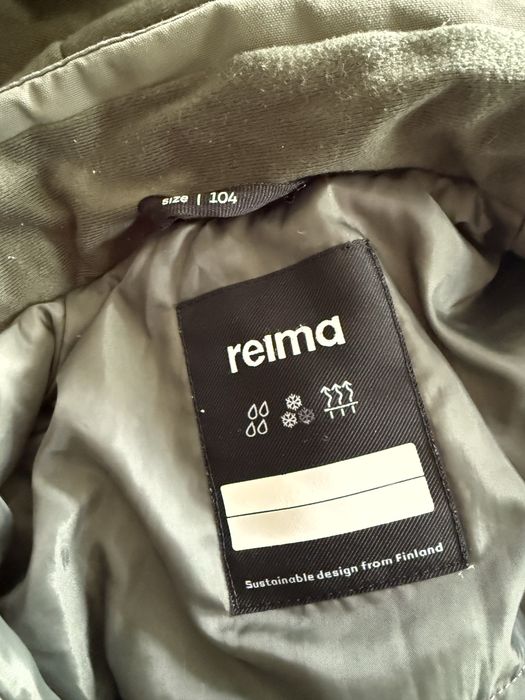 size | 104
reima
Sustainable design from Finland